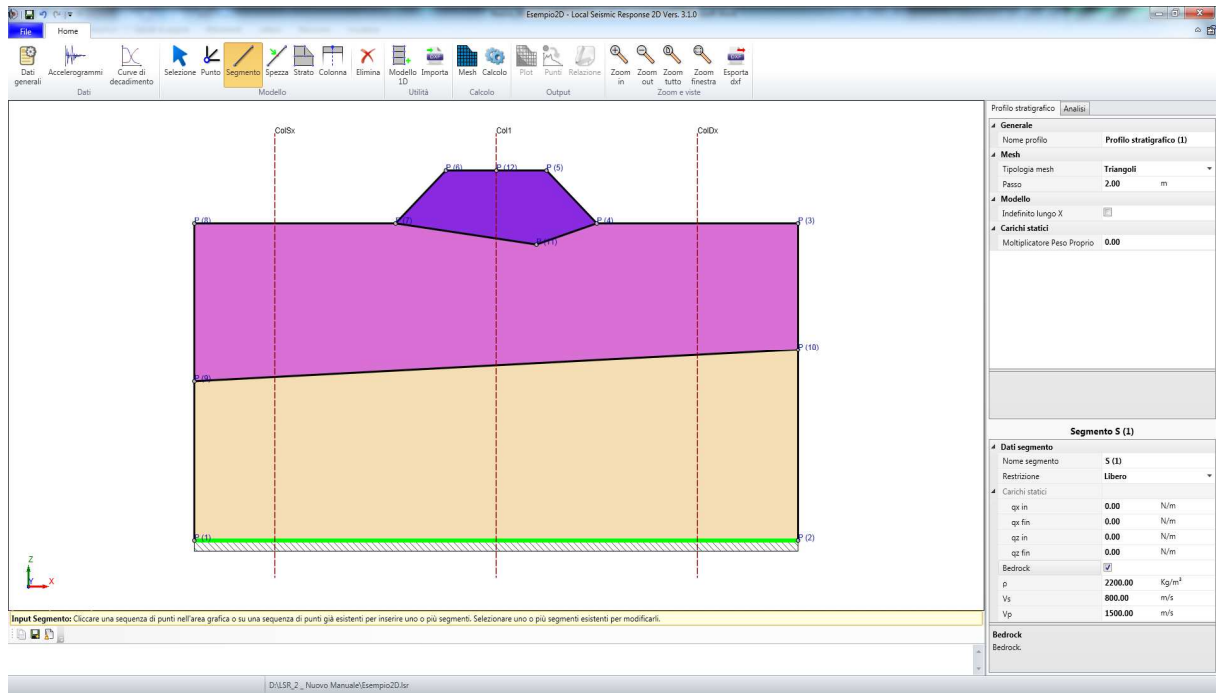 Esempio2D - Local Seismic Response 2D Vers. 3.1.0
File
Home
Dati generali
Accelerogrammi
Curve di decadimento
Selezione
Punto
Segmento
Spezza
Strato
Colonna
Elimina
Modello 1D
Importa
Mesh
Calcolo
Plot
Punti
Relazione
Zoom in
Zoom out
Zoom tutto
Zoom finestra
Esporta dxf
Dati
Modello
Utilità
Calcolo
Output
Zoom e viste
ColSx
Col1
ColDx
P (6)
P (12)
P (5)
P (8)
P (7)
P (4)
P (3)
P (11)
P (10)
P (9)
P (1)
P (2)
Z
Y
X
Profilo stratigrafico
Analisi
Generale
Nome profilo Profilo stratigrafico (1)
Mesh
Tipologia mesh Triangoli
Passo 2.00 m
Modello
Indefinito lungo X
Carichi statici
Moltiplicatore Peso Proprio 0.00
Segmento S (1)
Dati segmento
Nome segmento S (1)
Restrizione Libero
Carichi statici
qx in 0.00 N/m
qx fin 0.00 N/m
qz in 0.00 N/m
qz fin 0.00 N/m
Bedrock
ρ 2200.00 Kg/m³
Vs 800.00 m/s
Vp 1500.00 m/s
Bedrock
Bedrock.
Input Segmento: Cliccare una sequenza di punti nell'area grafica o su una sequenza di punti già esistenti per inserire uno o più segmenti. Selezionare uno o più segmenti esistenti per modificarli.
D:\LSR_2 _ Nuovo Manuale\Esempio2D.lsr